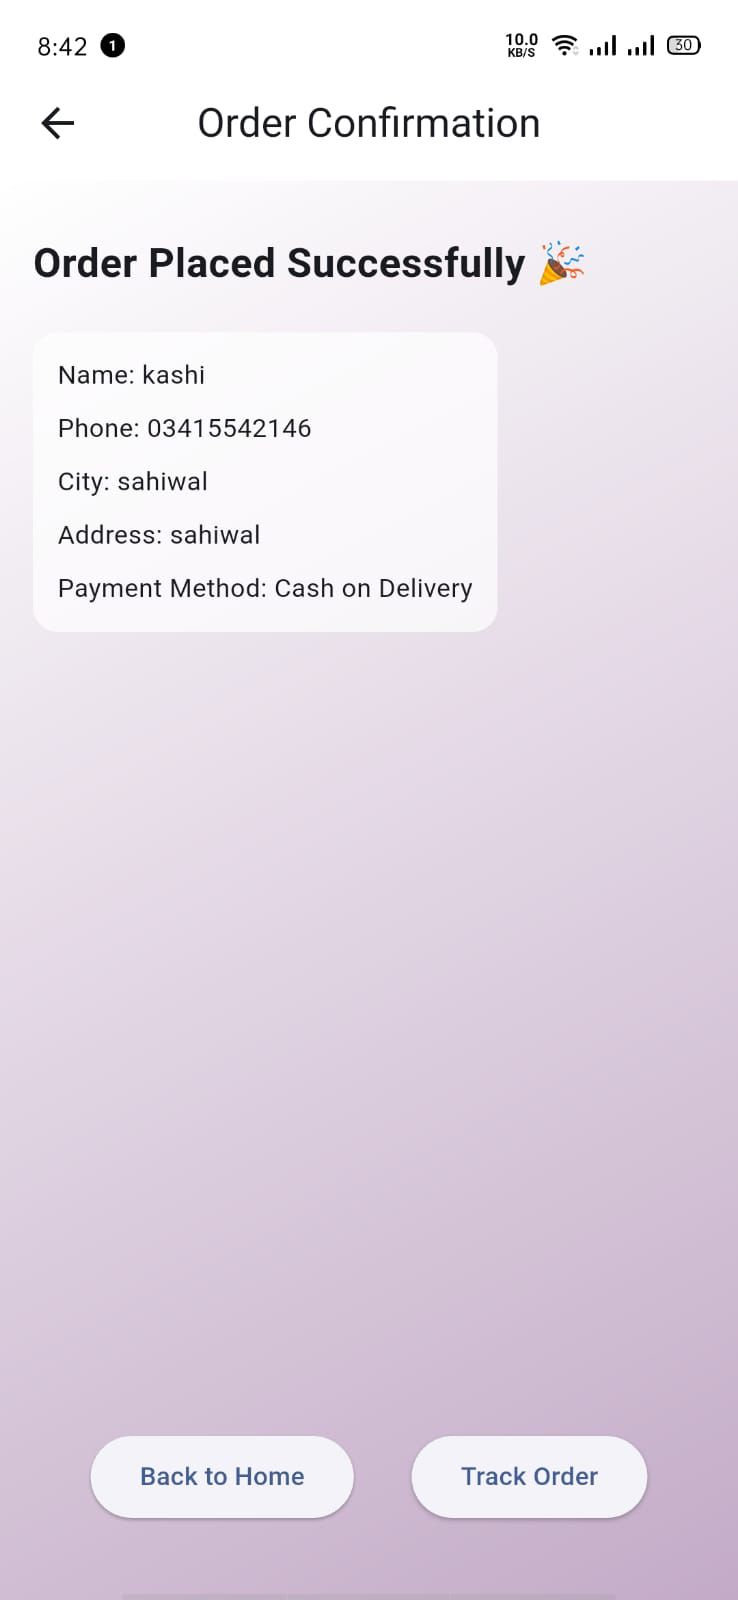 8:42 1 10.0 KB/S 30
Order Confirmation
Order Placed Successfully 🎉
Name: kashi
Phone: 03415542146
City: sahiwal
Address: sahiwal
Payment Method: Cash on Delivery
Back to Home Track Order